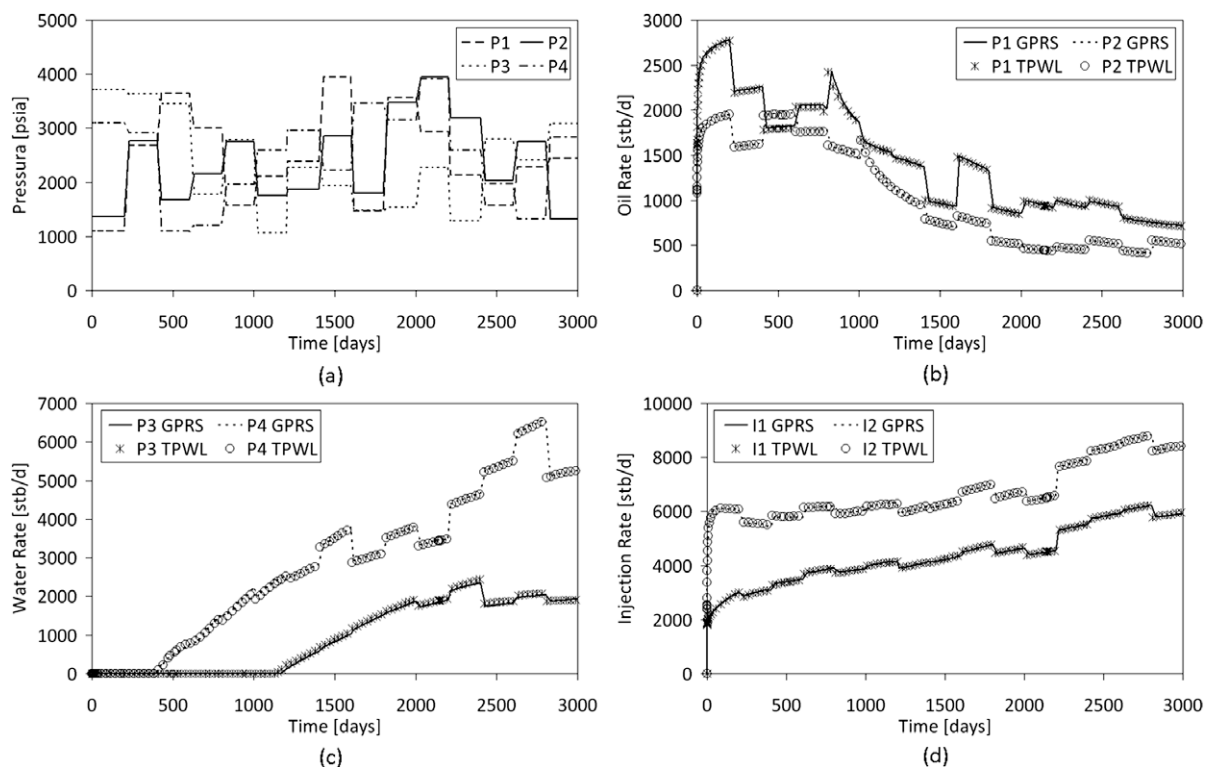 P1 P2
P3 P4
5000
4000
3000
2000
1000
0
Pressura [psia]
0 500 1000 1500 2000 2500 3000
Time [days]
(a)
P1 GPRS P2 GPRS
P1 TPWL P2 TPWL
3000
2500
2000
1500
1000
500
0
Oil Rate [stb/d]
0 500 1000 1500 2000 2500 3000
Time [days]
(b)
P3 GPRS P4 GPRS
P3 TPWL P4 TPWL
7000
6000
5000
4000
3000
2000
1000
0
Water Rate [stb/d]
0 500 1000 1500 2000 2500 3000
Time [days]
(c)
I1 GPRS I2 GPRS
I1 TPWL I2 TPWL
10000
8000
6000
4000
2000
0
Injection Rate [stb/d]
0 500 1000 1500 2000 2500 3000
Time [days]
(d)